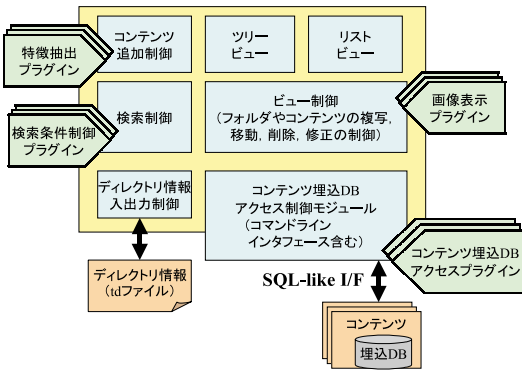 コンテンツ
追加制御
ツリー
ビュー
リスト
ビュー
特徴抽出
プラグイン
検索制御
ビュー制御
(フォルダやコンテンツの複写,
移動, 削除, 修正の制御)
画像表示
プラグイン
検索条件制御
プラグイン
ディレクトリ情報
入出力制御
コンテンツ埋込DB
アクセス制御モジュール
(コマンドライン
インタフェース含む)
コンテンツ埋込DB
アクセスプラグイン
ディレクトリ情報
(tdファイル)
SQL-like I/F
コンテンツ
埋込DB